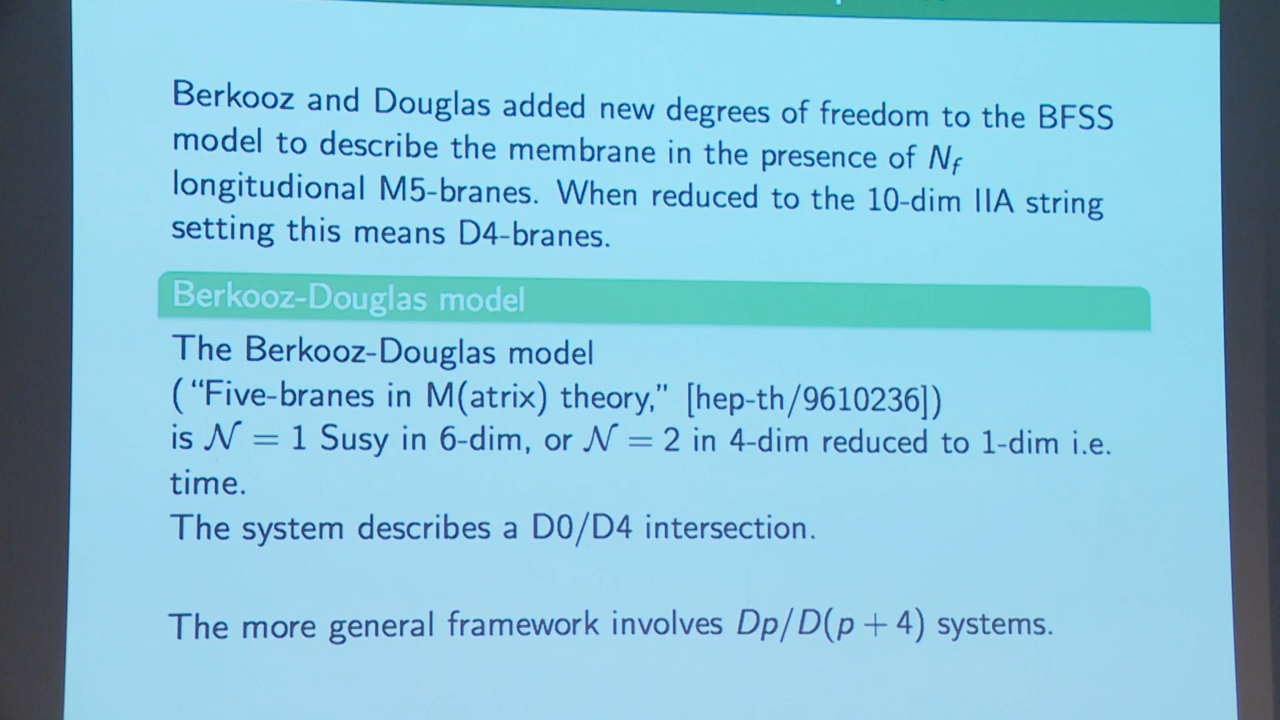 Berkooz and Douglas added new degrees of freedom to the BFSS
model to describe the membrane in the presence of N_f
longitudional M5-branes. When reduced to the 10-dim IIA string
setting this means D4-branes.
Berkooz-Douglas model
The Berkooz-Douglas model
(“Five-branes in M(atrix) theory,” [hep-th/9610236])
is 𝒩 = 1 Susy in 6-dim, or 𝒩 = 2 in 4-dim reduced to 1-dim i.e.
time.
The system describes a D0/D4 intersection.
The more general framework involves Dp/D(p + 4) systems.